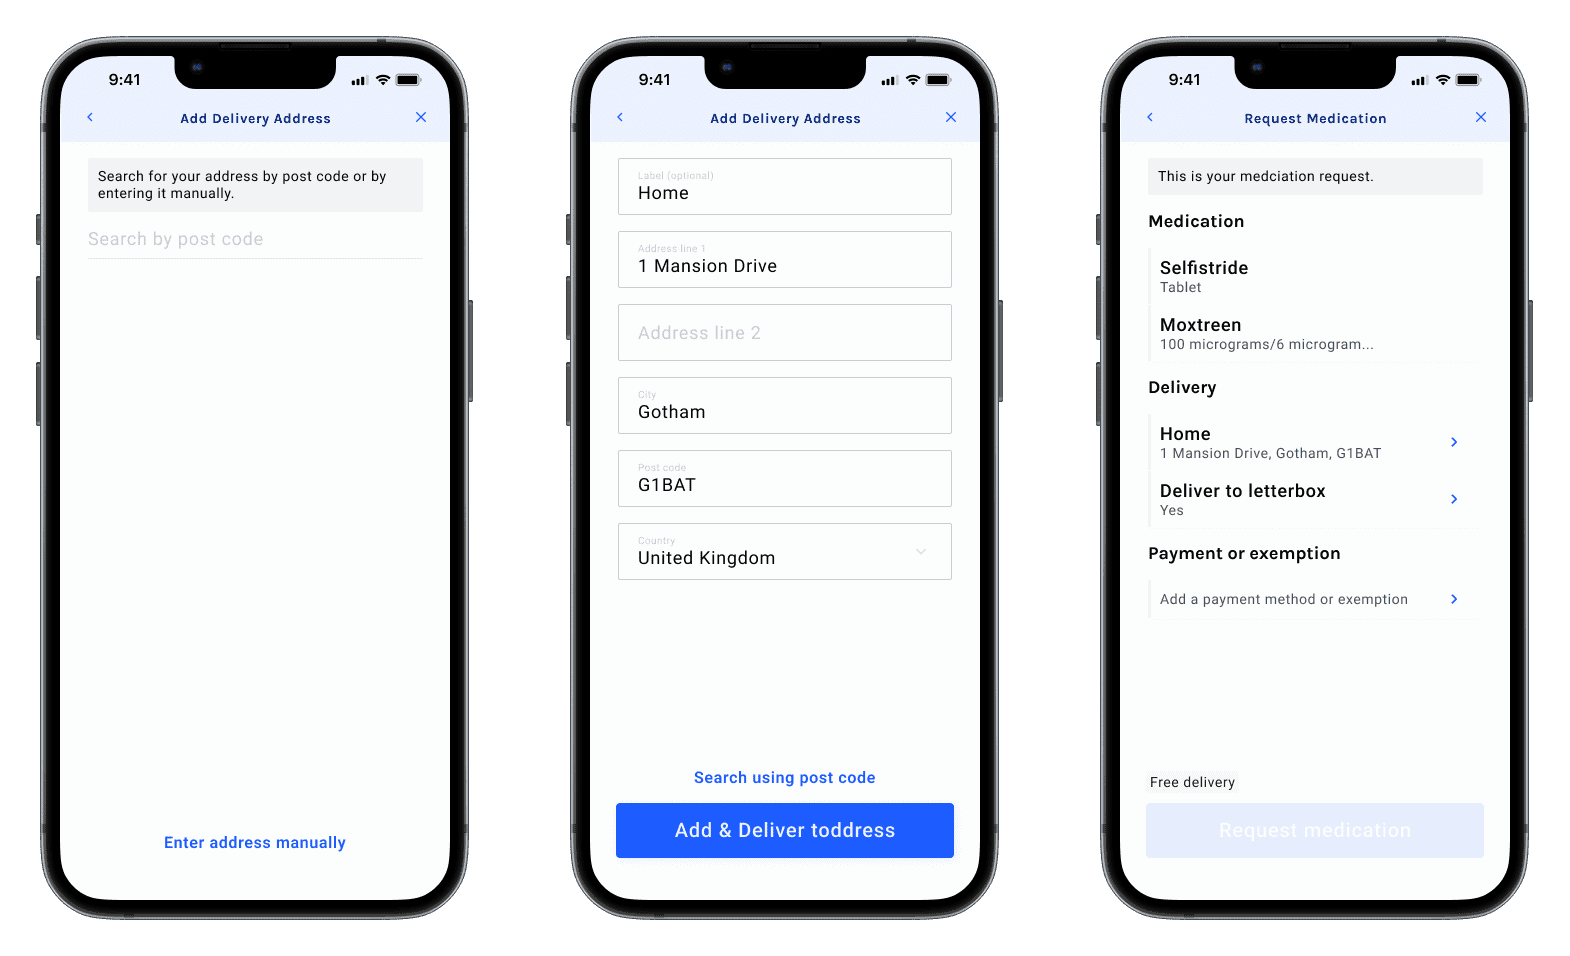 9:41
Add Delivery Address
Search for your address by post code or by
entering it manually.
Search by post code
Enter address manually
9:41
Add Delivery Address
Label (optional)
Home
Address line 1
1 Mansion Drive
Address line 2
City
Gotham
Post code
G1BAT
Country
United Kingdom
Search using post code
Add & Deliver toddress
9:41
Request Medication
This is your medciation request.
Medication
Selfistride
Tablet
Moxtreen
100 micrograms/6 microgram...
Delivery
Home
1 Mansion Drive, Gotham, G1BAT
Deliver to letterbox
Yes
Payment or exemption
Add a payment method or exemption
Free delivery
Request medication